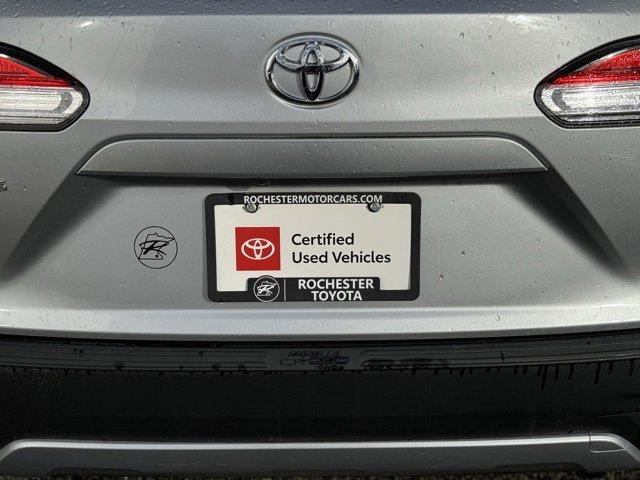 ROCHESTERMOTORCARS.COM
Certified
Used Vehicles
ROCHESTER
TOYOTA